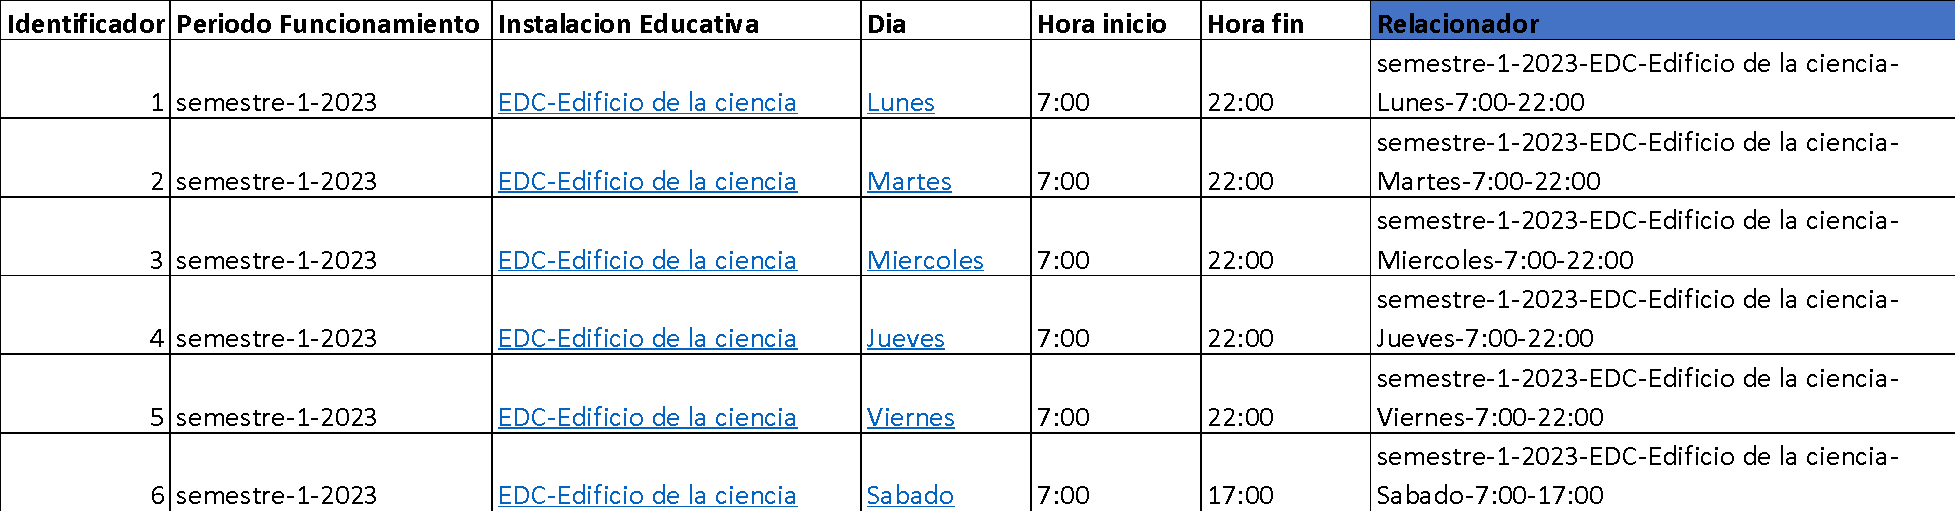 Identificador Periodo Funcionamiento Instalacion Educativa Dia Hora inicio Hora fin Relacionador
semestre-1-2023-EDC-Edificio de la ciencia-
1 semestre-1-2023 EDC-Edificio de la ciencia Lunes 7:00 22:00 Lunes-7:00-22:00
semestre-1-2023-EDC-Edificio de la ciencia-
2 semestre-1-2023 EDC-Edificio de la ciencia Martes 7:00 22:00 Martes-7:00-22:00
semestre-1-2023-EDC-Edificio de la ciencia-
3 semestre-1-2023 EDC-Edificio de la ciencia Miercoles 7:00 22:00 Miercoles-7:00-22:00
semestre-1-2023-EDC-Edificio de la ciencia-
4 semestre-1-2023 EDC-Edificio de la ciencia Jueves 7:00 22:00 Jueves-7:00-22:00
semestre-1-2023-EDC-Edificio de la ciencia-
5 semestre-1-2023 EDC-Edificio de la ciencia Viernes 7:00 22:00 Viernes-7:00-22:00
semestre-1-2023-EDC-Edificio de la ciencia-
6 semestre-1-2023 EDC-Edificio de la ciencia Sabado 7:00 17:00 Sabado-7:00-17:00